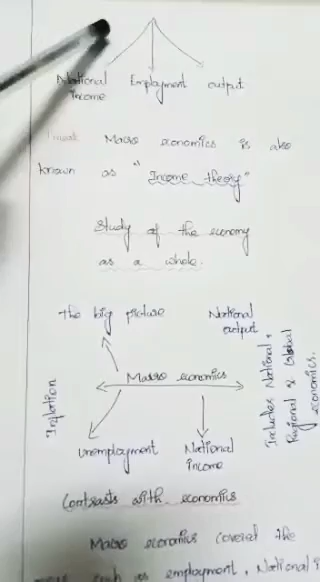 National Employment output
income
Macro economics is also
known as "Income theory"
Study of the economy
as a whole.
The big picture National
output
Includes National,
Regional & Global
economics.
Macro economics
Inflation
unemployment National
income
Contrasts with economics
Macro economics covered the
such as employment, National